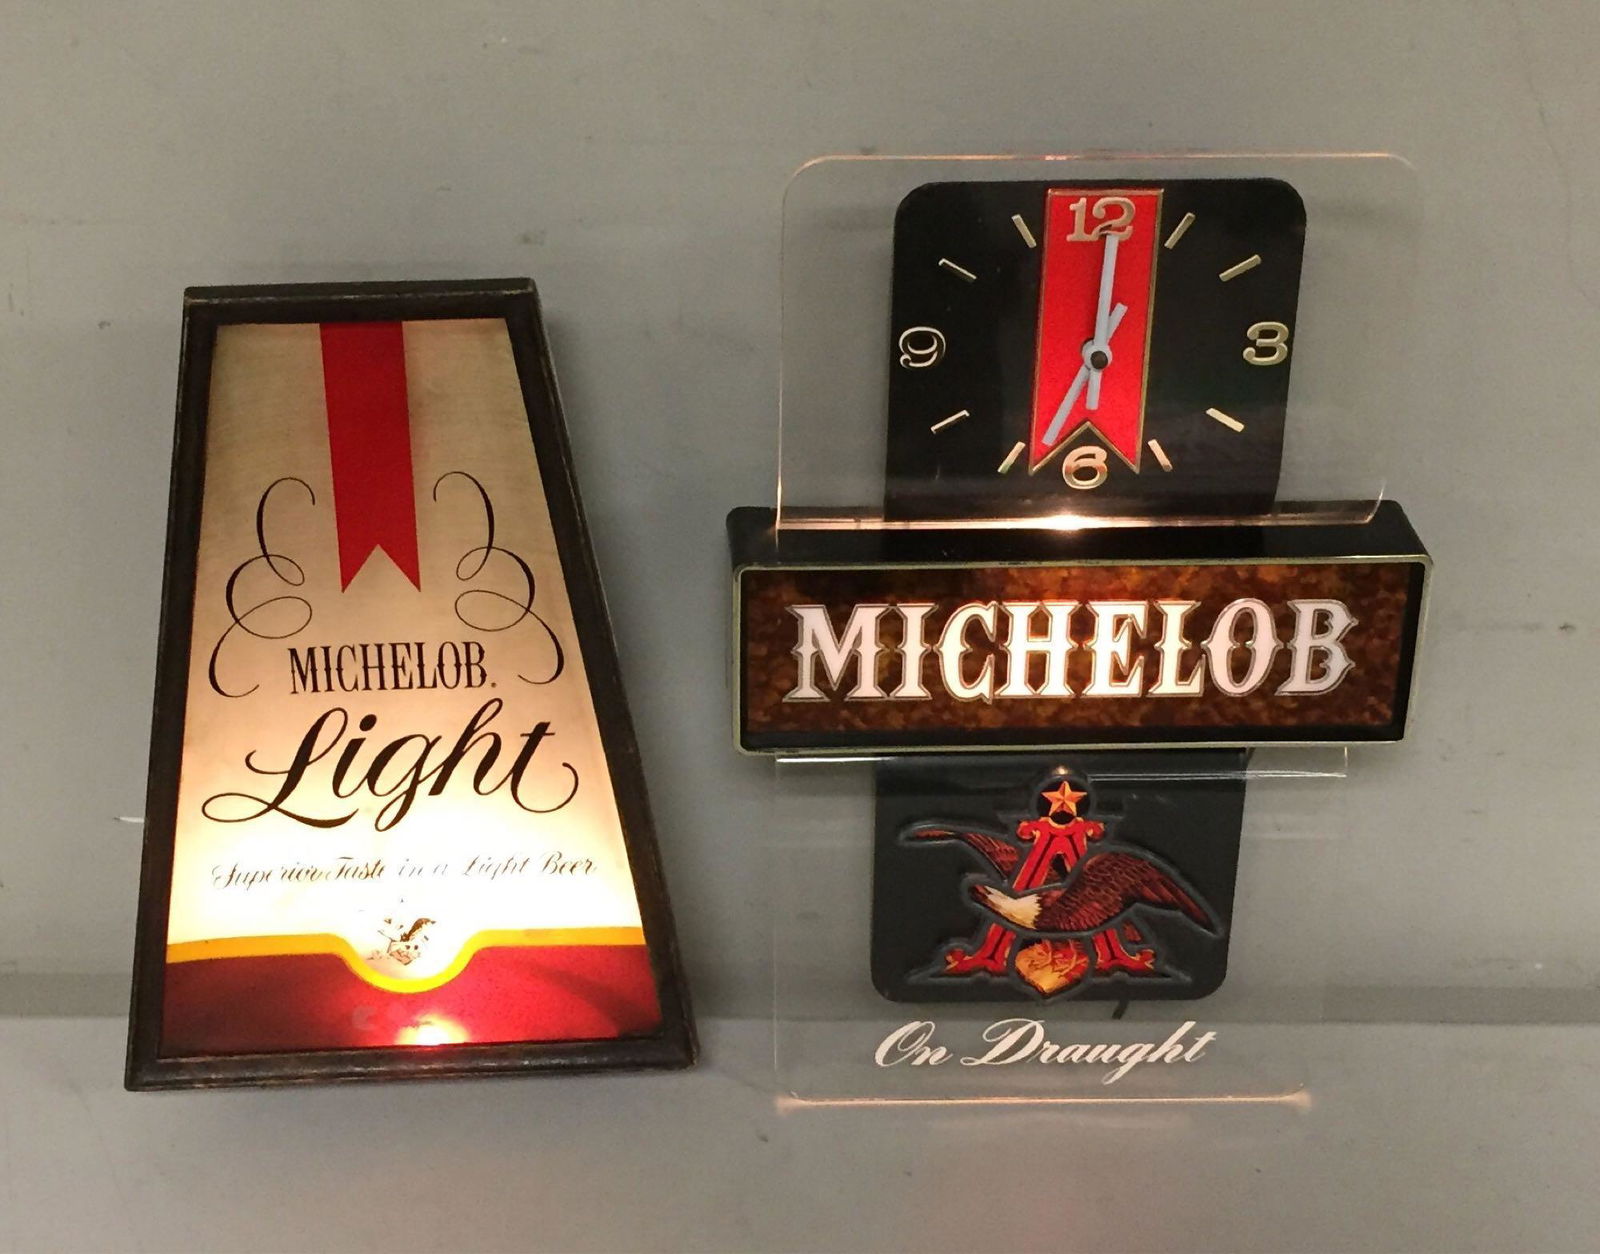 MICHELOB.
Light
Superior Taste in a Light Beer
12
9
3
6
MICHELOB
A
On Draught